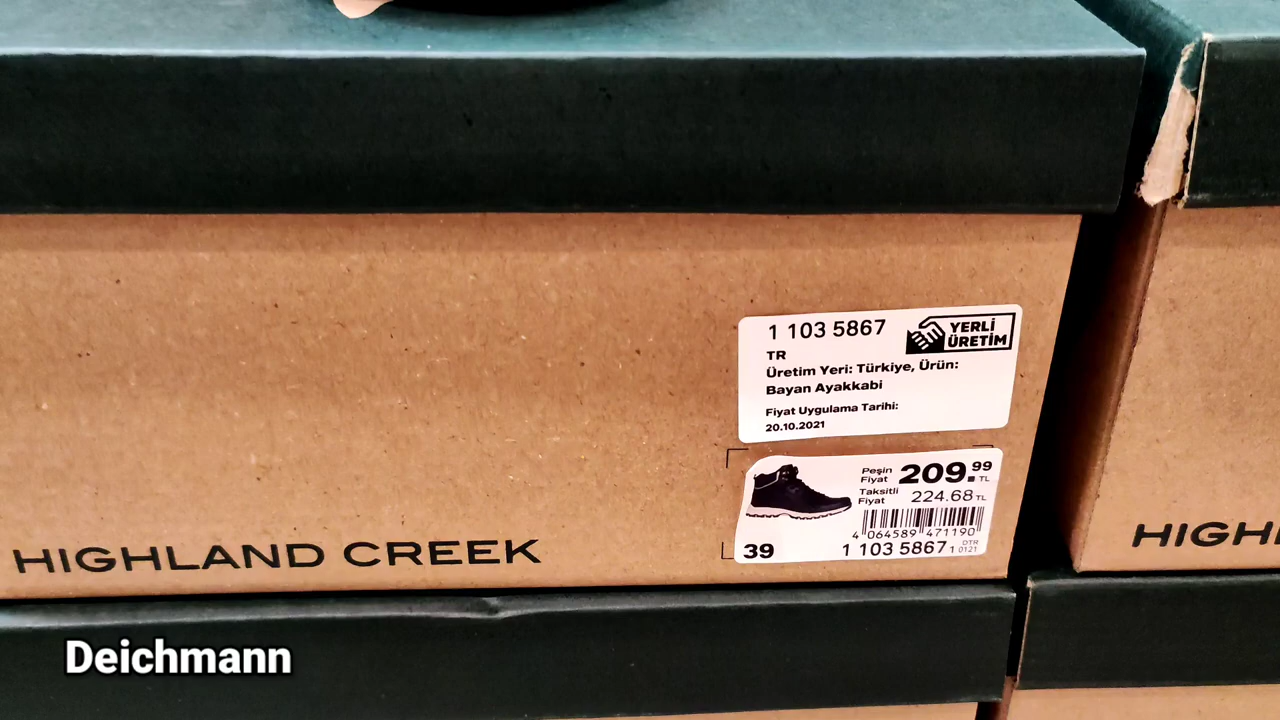 1 103 5867
YERLİ
ÜRETİM
TR
Üretim Yeri: Türkiye, Ürün:
Bayan Ayakkabi
Fiyat Uygulama Tarihi:
20.10.2021
Peşin
Fiyat
209.99 TL
Taksitli
Fiyat
224.68 TL
4 064589 471190
39
1 103 5867 1
DTR
0121
HIGHLAND CREEK
HIGH
Deichmann